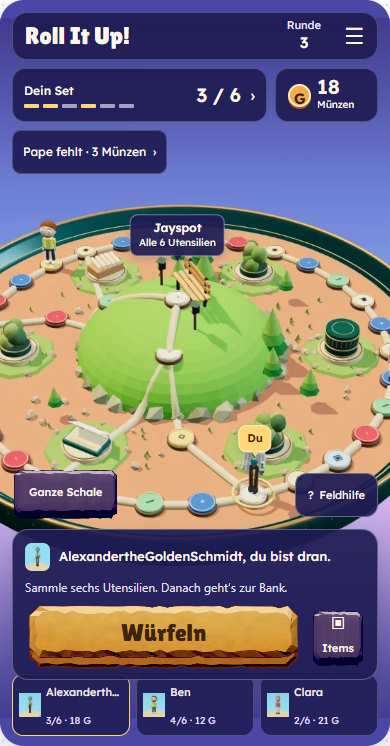 Roll It Up!
Runde
3
Dein Set
3 / 6 ›
G
18
Münzen
Pape fehlt · 3 Münzen ›
Jayspot
Alle 6 Utensilien
Du
Ganze Schale
? Feldhilfe
AlexandertheGoldenSchmidt, du bist dran.
Sammle sechs Utensilien. Danach geht's zur Bank.
Würfeln
Items
Alexanderth...
3/6 · 18 G
Ben
4/6 · 12 G
Clara
2/6 · 21 G